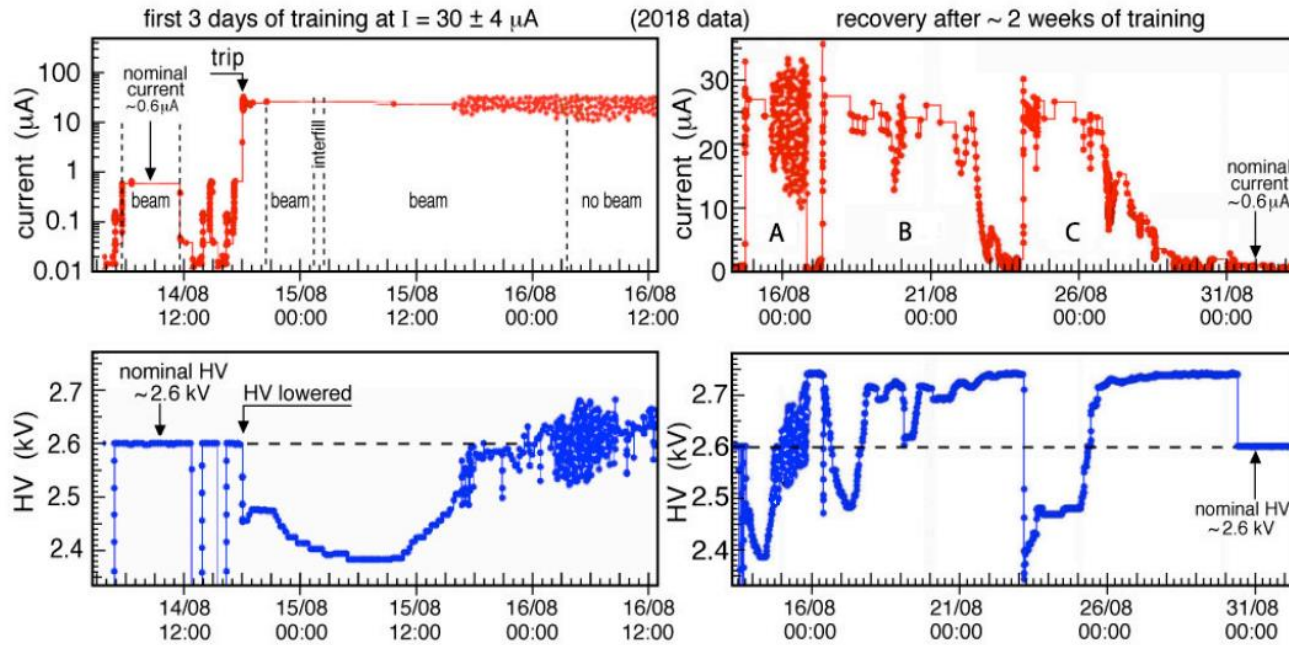 first 3 days of training at I = 30 ± 4 μA
(2018 data)
recovery after ~ 2 weeks of training
current (μA)
100
10
1
0.1
0.01
nominal
current
~0.6μA
trip
beam
beam
interfill
beam
no beam
14/08
12:00
15/08
00:00
15/08
12:00
16/08
00:00
16/08
12:00
current (μA)
30
20
10
0
A
B
C
nominal
current
~0.6μA
16/08
00:00
21/08
00:00
26/08
00:00
31/08
00:00
HV (kV)
2.7
2.6
2.5
2.4
nominal HV
~2.6 kV
HV lowered
14/08
12:00
15/08
00:00
15/08
12:00
16/08
00:00
16/08
12:00
HV (kV)
2.7
2.6
2.5
2.4
nominal HV
~2.6 kV
16/08
00:00
21/08
00:00
26/08
00:00
31/08
00:00